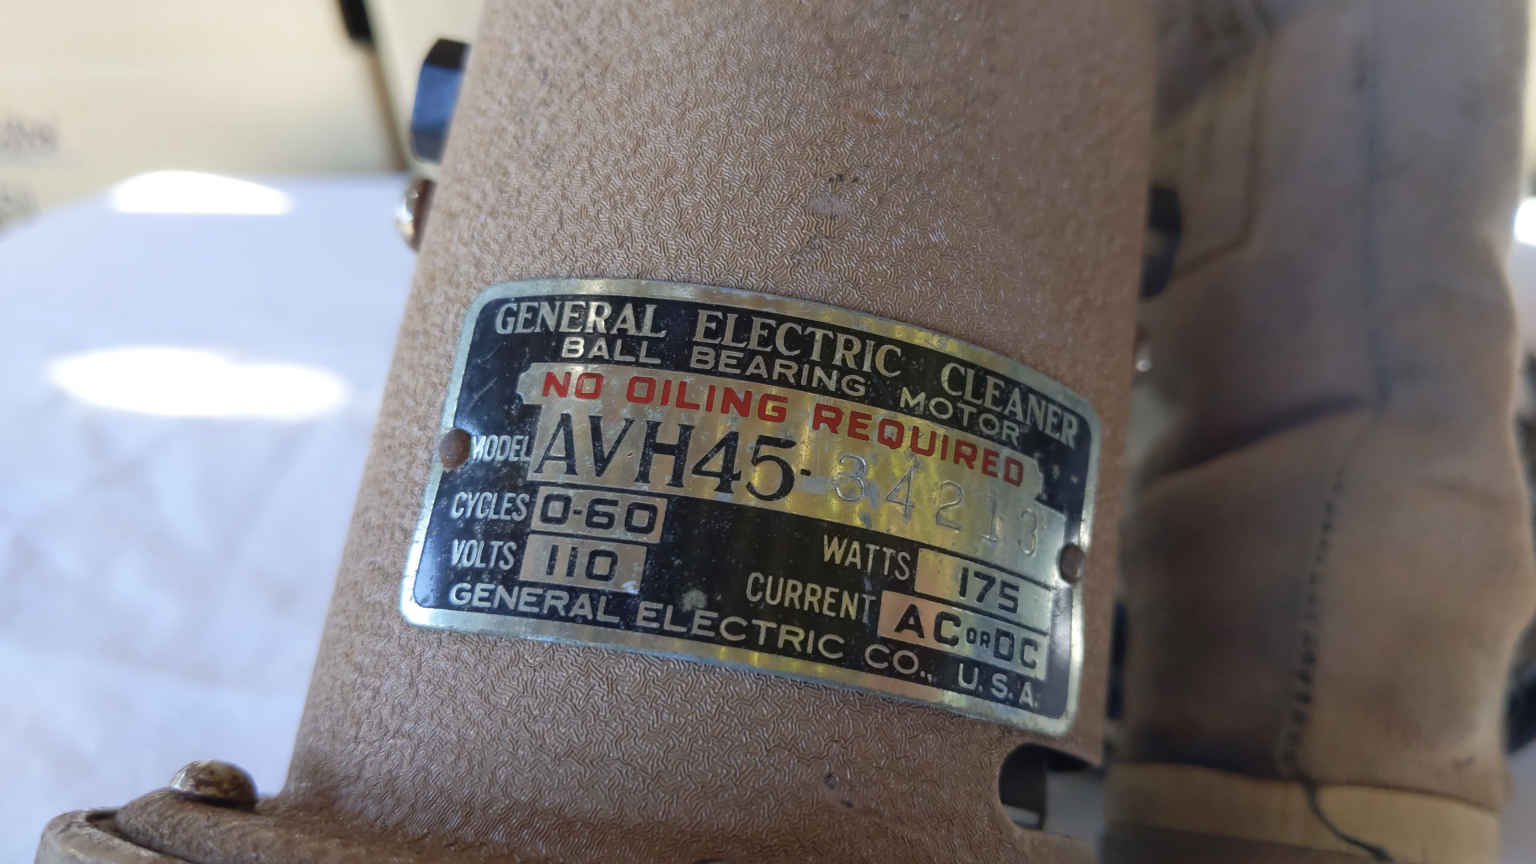 GENERAL ELECTRIC CLEANER
BALL BEARING MOTOR
NO OILING REQUIRED
MODEL AVH45-34213
CYCLES 0-60
VOLTS 110
WATTS 175
CURRENT AC OR DC
GENERAL ELECTRIC CO., U.S.A.